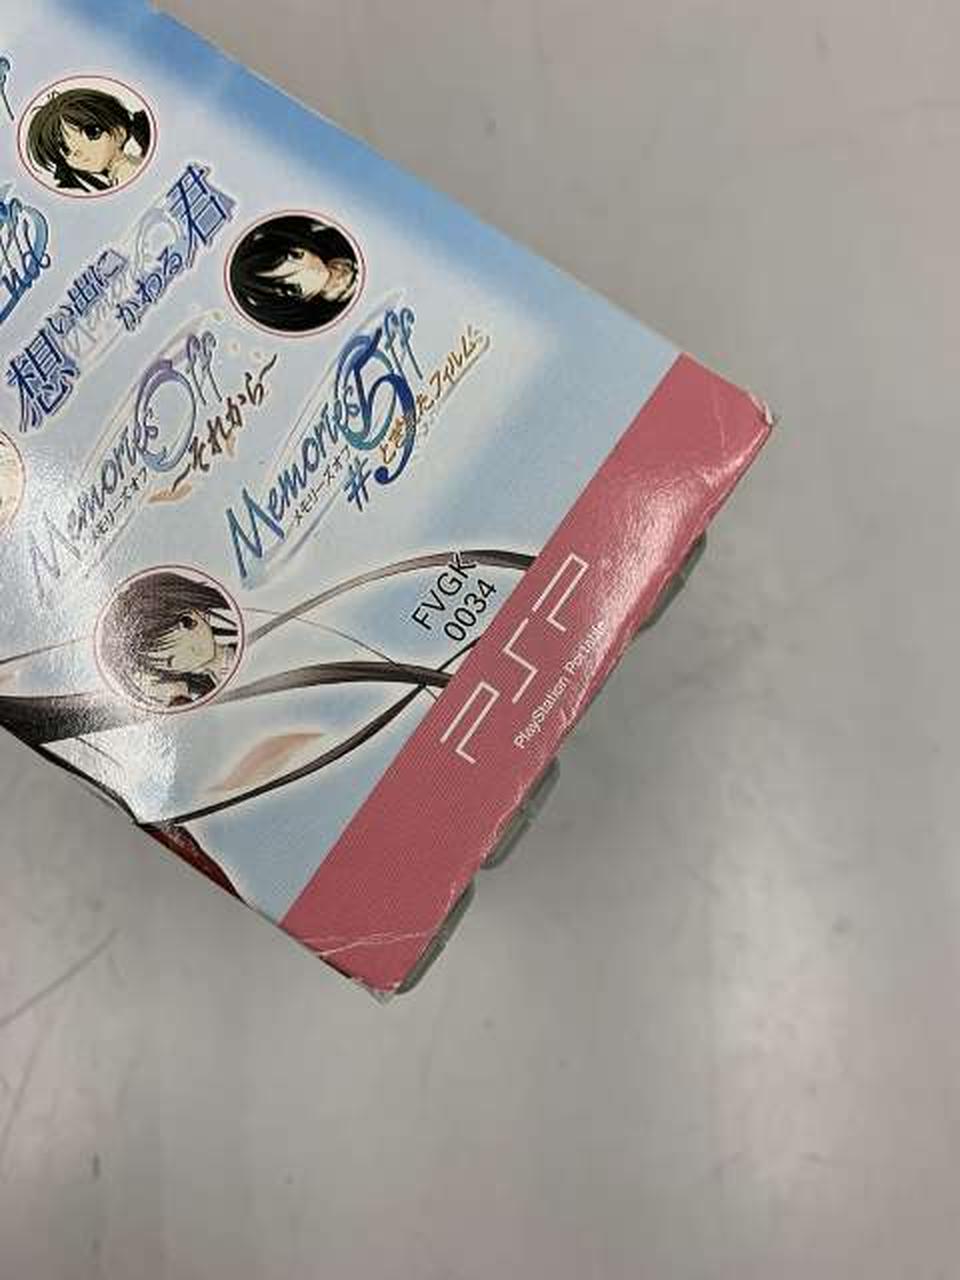 End
想い出にかわる君
Memories Off
メモリーズオフ
~それから~
Memories Off
メモリーズオフ
#5
とぎれたフィルム
FVGK
0034
PSP
PlayStation Portable